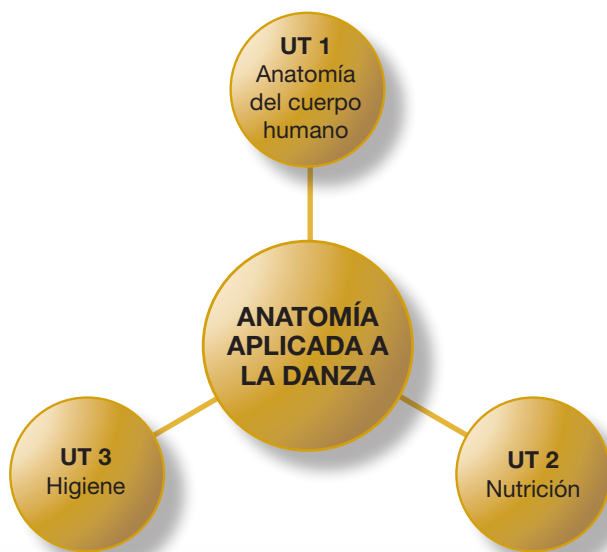 UT 1
Anatomía
del cuerpo
humano
ANATOMÍA
APLICADA A
LA DANZA
UT 3
Higiene
UT 2
Nutrición